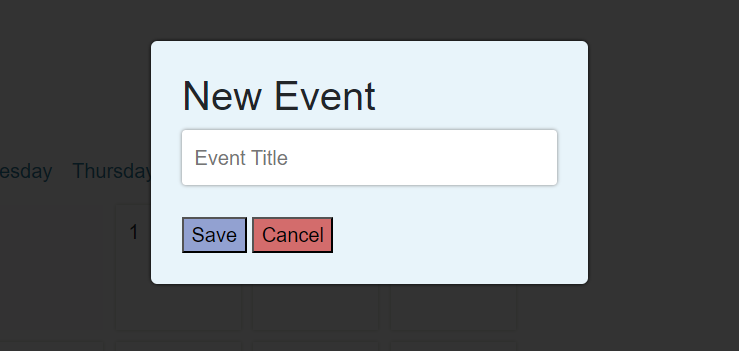 New Event
Event Title
esday Thursday
1
Save Cancel